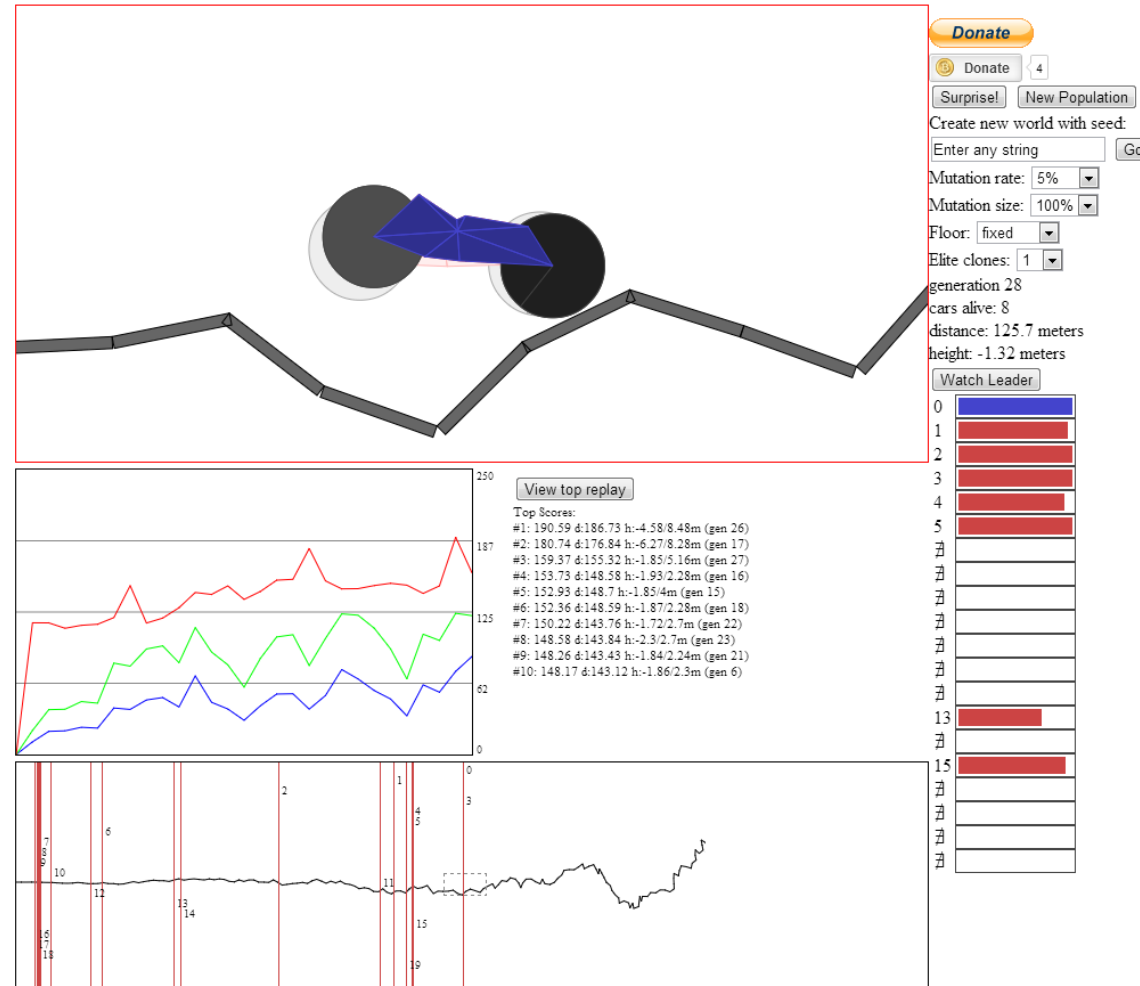 Donate
Donate 4
Surprise! New Population
Create new world with seed:
Enter any string Go
Mutation rate: 5%
Mutation size: 100%
Floor: fixed
Elite clones: 1
generation 28
cars alive: 8
distance: 125.7 meters
height: -1.32 meters
Watch Leader
0
1
2
3
4
5
∄
∄
∄
∄
∄
∄
∄
13
∄
15
∄
∄
∄
∄
250
187
125
62
0
View top replay
Top Scores:
#1: 190.59 d:186.73 h:-4.58/8.48m (gen 26)
#2: 180.74 d:176.84 h:-6.27/8.28m (gen 17)
#3: 159.37 d:155.32 h:-1.85/5.16m (gen 27)
#4: 153.73 d:148.58 h:-1.93/2.28m (gen 16)
#5: 152.93 d:148.7 h:-1.85/4m (gen 15)
#6: 152.36 d:148.59 h:-1.87/2.28m (gen 18)
#7: 150.22 d:143.76 h:-1.72/2.7m (gen 22)
#8: 148.58 d:143.84 h:-2.3/2.7m (gen 23)
#9: 148.26 d:143.43 h:-1.84/2.24m (gen 21)
#10: 148.17 d:143.12 h:-1.86/2.3m (gen 6)
0
1
2
3
4
5
6
7
8
9
10
11
12
13
14
15
16
17
18
19